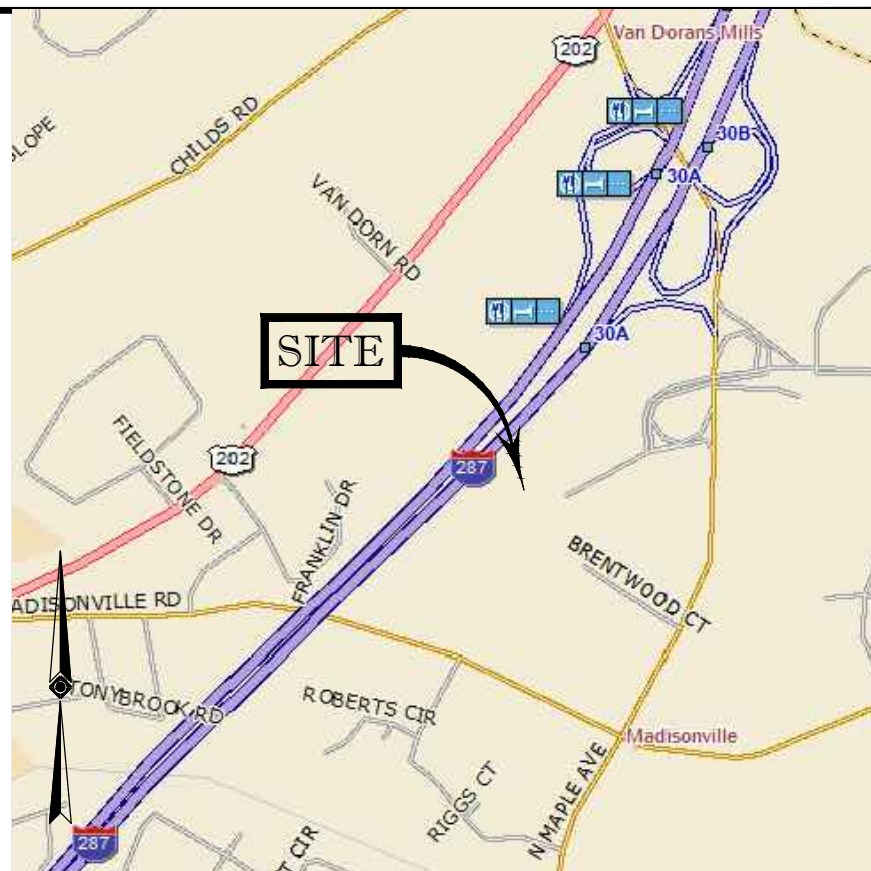 Van Dorans Mills
202
CHILDS RD
SLOPE
30B
30A
VAN DORN RD
30A
SITE
202
FIELDSTONE DR
287
FRANKLIN DR
BRENTWOOD CT
ADISONVILLE RD
TONYBROOK RD
ROBERTS CIR
Madisonville
RIGGS CT
N MAPLE AVE
287
T CIR